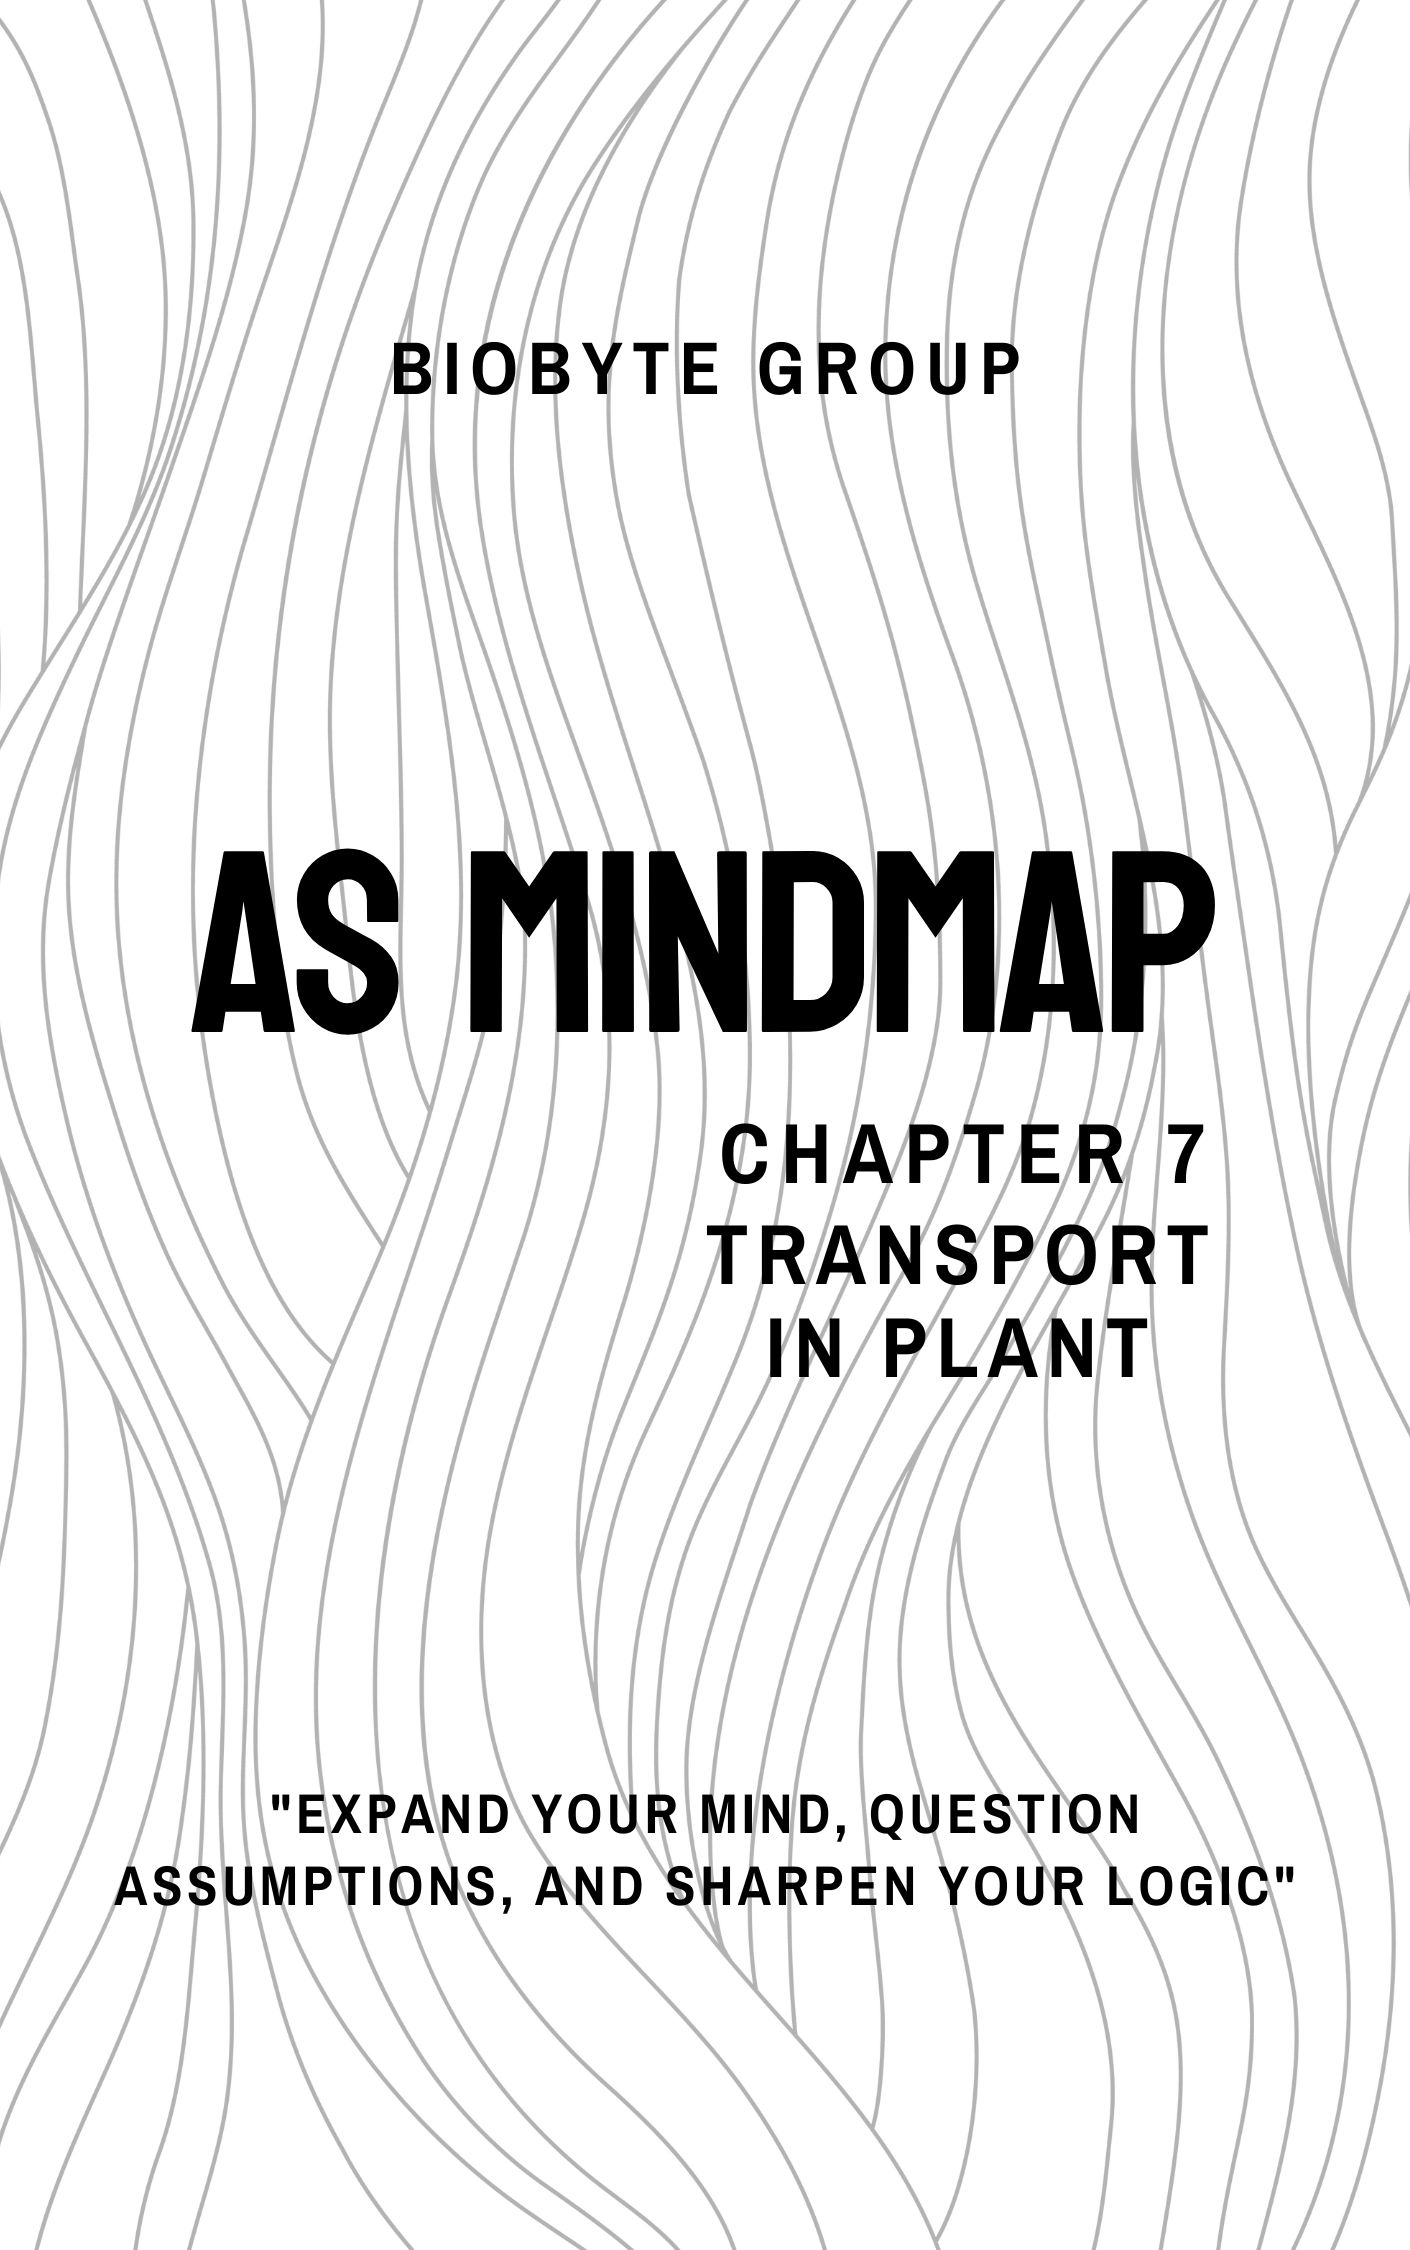 BIOBYTE GROUP
AS MINDMAP
CHAPTER 7
TRANSPORT
IN PLANT
"EXPAND YOUR MIND, QUESTION
ASSUMPTIONS, AND SHARPEN YOUR LOGIC"